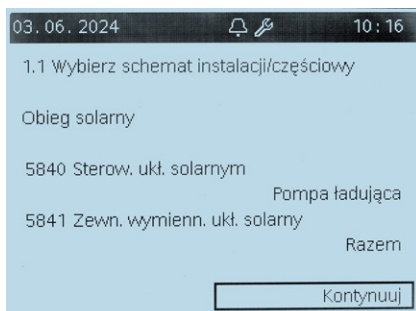 03.06.2024 10:16
1.1 Wybierz schemat instalacji/częściowy
Obieg solarny
5840 Sterow. ukł. solarnym
Pompa ładująca
5841 Zewn. wymienn. ukł. solarny
Razem
Kontynuuj